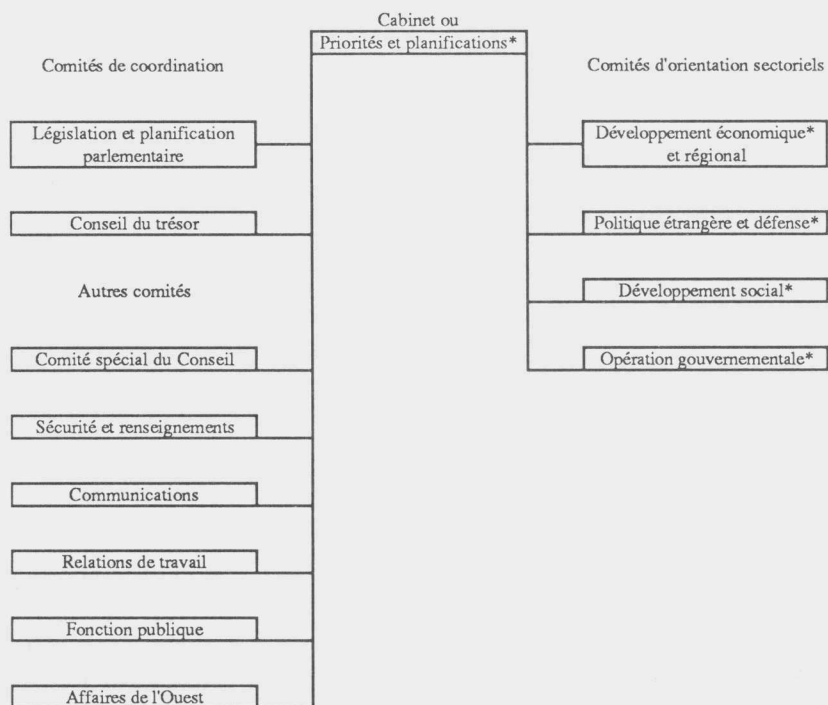 Cabinet ou
Priorités et planifications*
Comités de coordination
Législation et planification
parlementaire
Conseil du trésor
Autres comités
Comité spécial du Conseil
Sécurité et renseignements
Communications
Relations de travail
Fonction publique
Affaires de l'Ouest
Comités d'orientation sectoriels
Développement économique*
et régional
Politique étrangère et défense*
Développement social*
Opération gouvernementale*